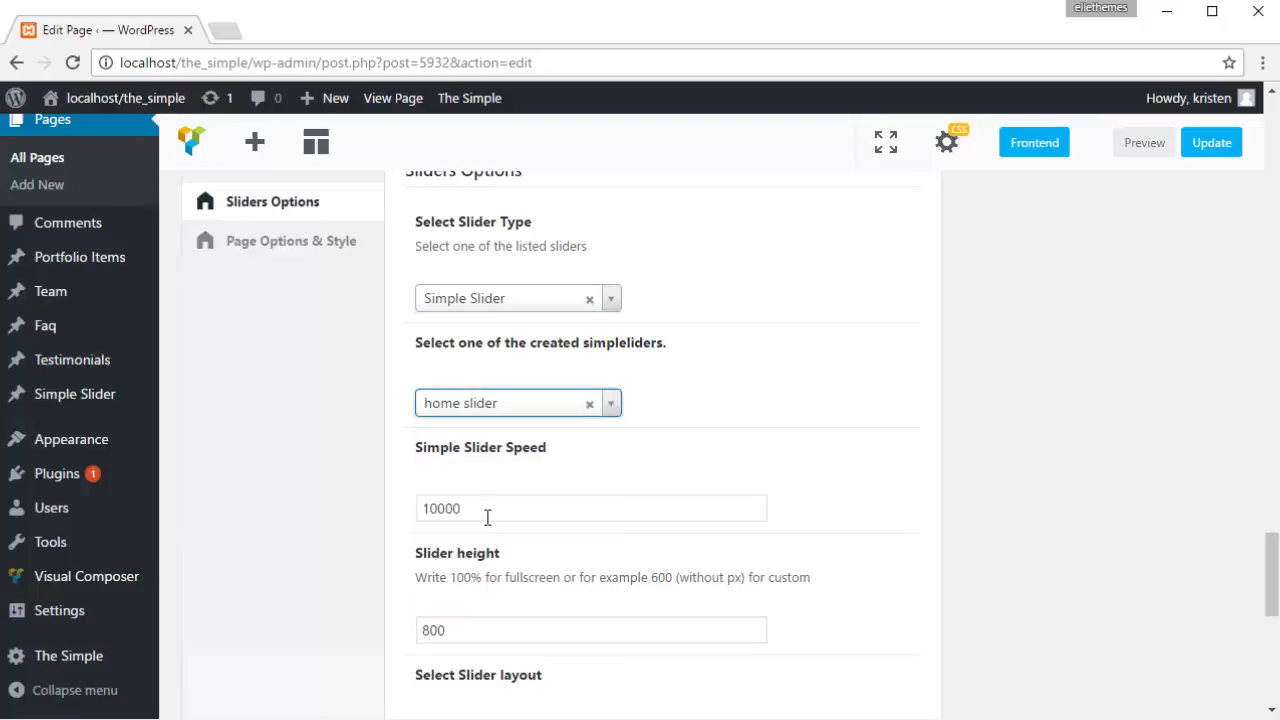 ellethemes
Edit Page ‹ — WordPress
localhost/the_simple/wp-admin/post.php?post=5932&action=edit
localhost/the_simple 1 0 New View Page The Simple Howdy, kristen
Pages
All Pages
Add New
Comments
Portfolio Items
Team
Faq
Testimonials
Simple Slider
Appearance
Plugins 1
Users
Tools
Visual Composer
Settings
The Simple
Collapse menu
CSS
Frontend
Preview
Update
Sliders Options
Page Options & Style
Sliders Options
Select Slider Type
Select one of the listed sliders
Simple Slider
Select one of the created simpleliders.
home slider
Simple Slider Speed
10000
Slider height
Write 100% for fullscreen or for example 600 (without px) for custom
800
Select Slider layout